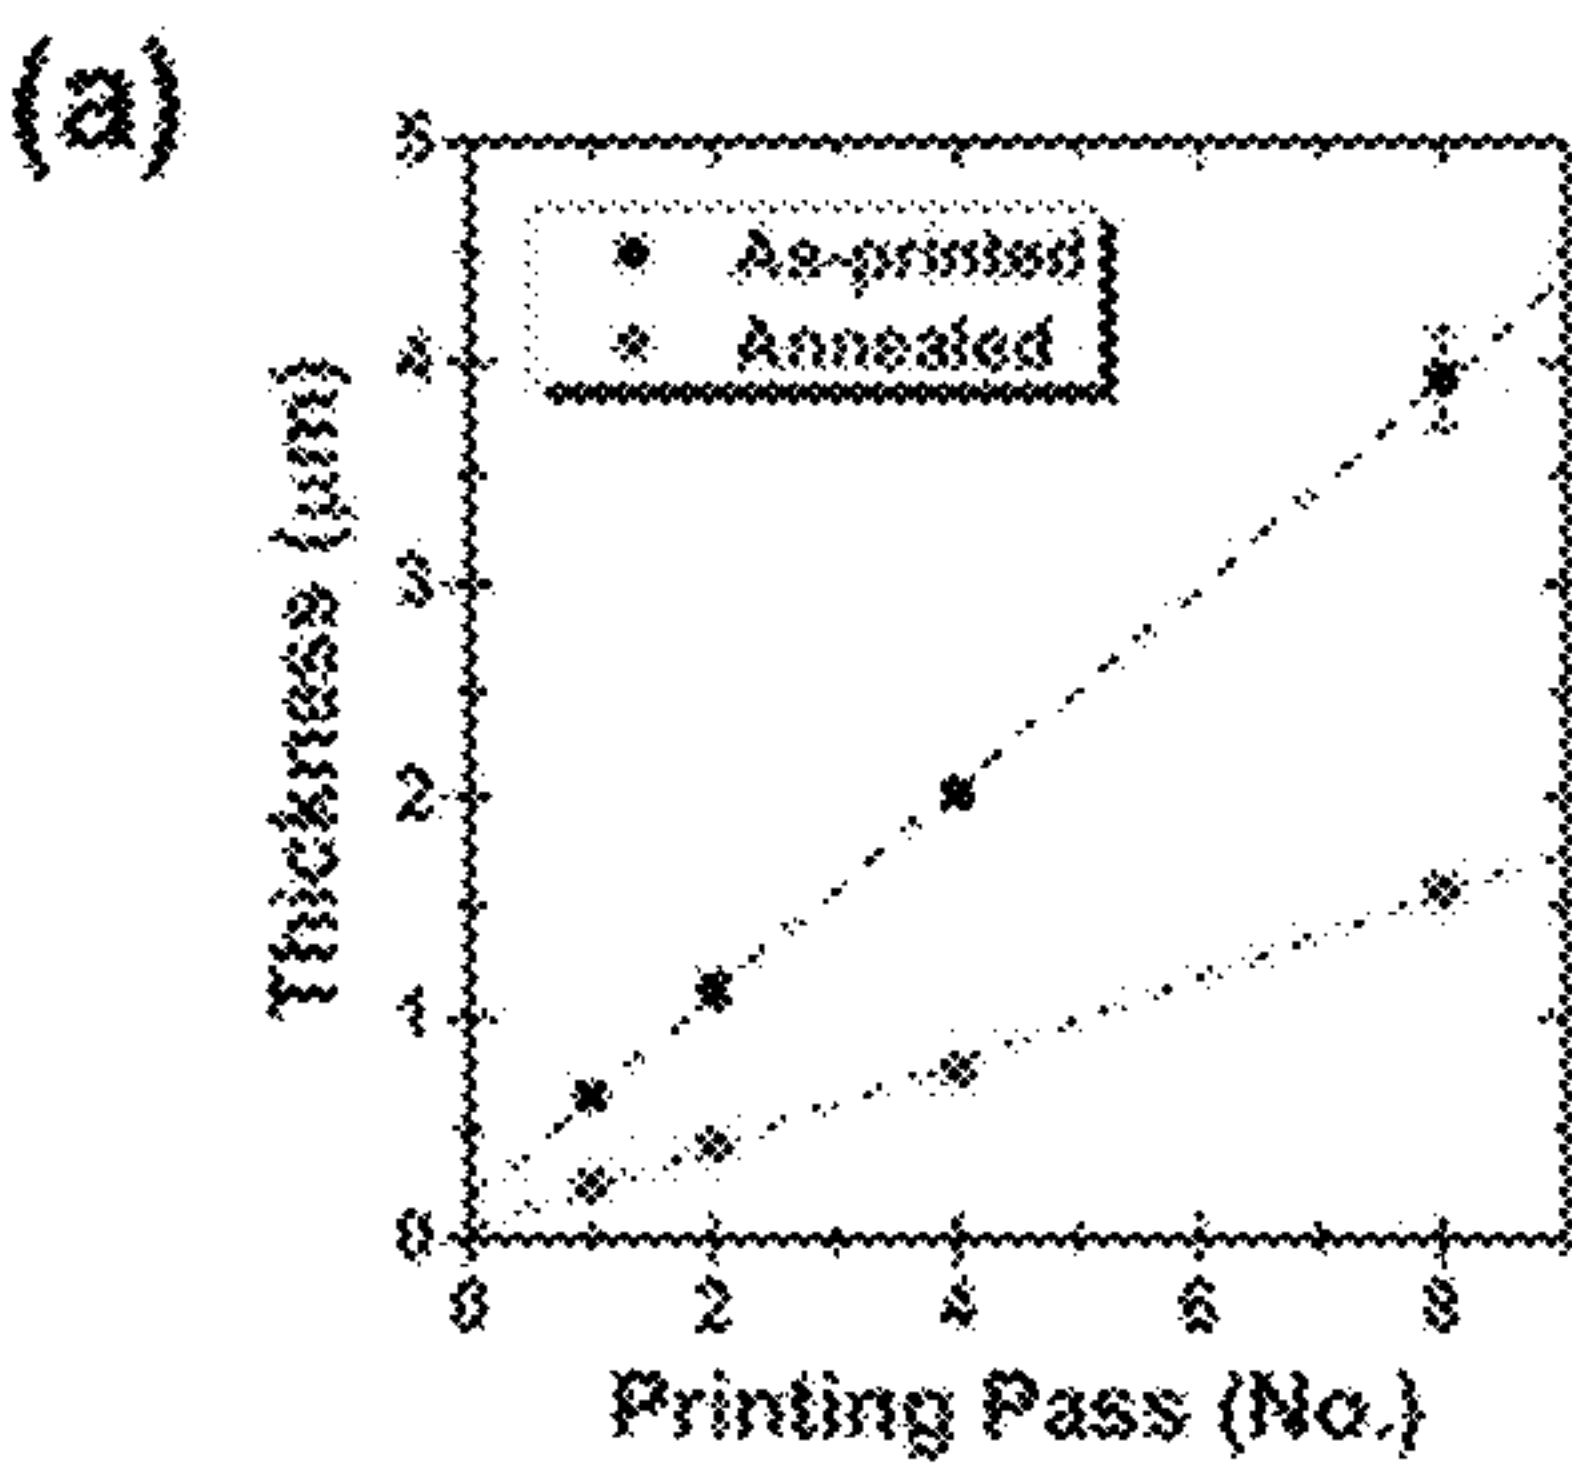 (a)
5
As-printed
Annealed
4
3
2
1
0
Thickness (μm)
0 2 4 6 8
Printing Pass (No.)